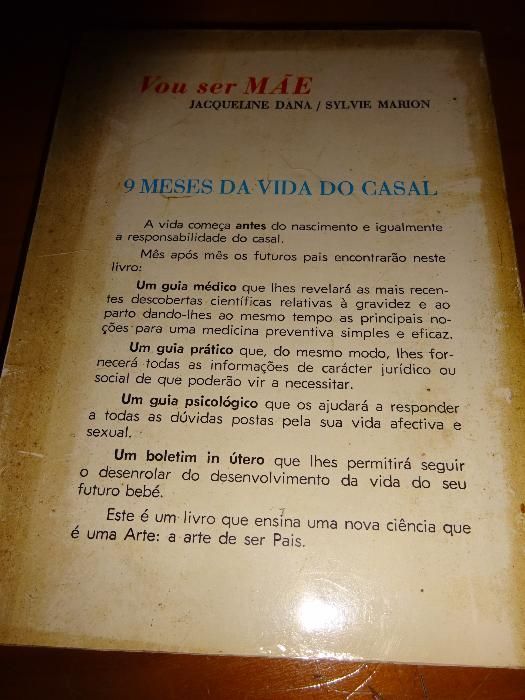 Vou ser MÁE
JACQUELINE DANA / SYLVIE MARION
9 MESES DA VIDA DO CASAL
A vida começa antes do nascimento e igualmente
a responsabilidade do casal.
Mês após mês os futuros pais encontrarão neste
livro:
Um guia médico que lhes revelará as mais recen-
tes descobertas científicas relativas à gravidez e ao
parto dando-lhes ao mesmo tempo as principais no-
ções para uma medicina preventiva simples e eficaz.
Um guia prático que, do mesmo modo, lhes for-
necerá todas as informações de carácter jurídico ou
social de que poderão vir a necessitar.
Um guia psicológico que os ajudará a responder
a todas as dúvidas postas pela sua vida afectiva e
sexual.
Um boletim in útero que lhes permitirá seguir
o desenrolar do desenvolvimento da vida do seu
futuro bebé.
Este é um livro que ensina uma nova ciência que
é uma Arte: a arte de ser Pais.